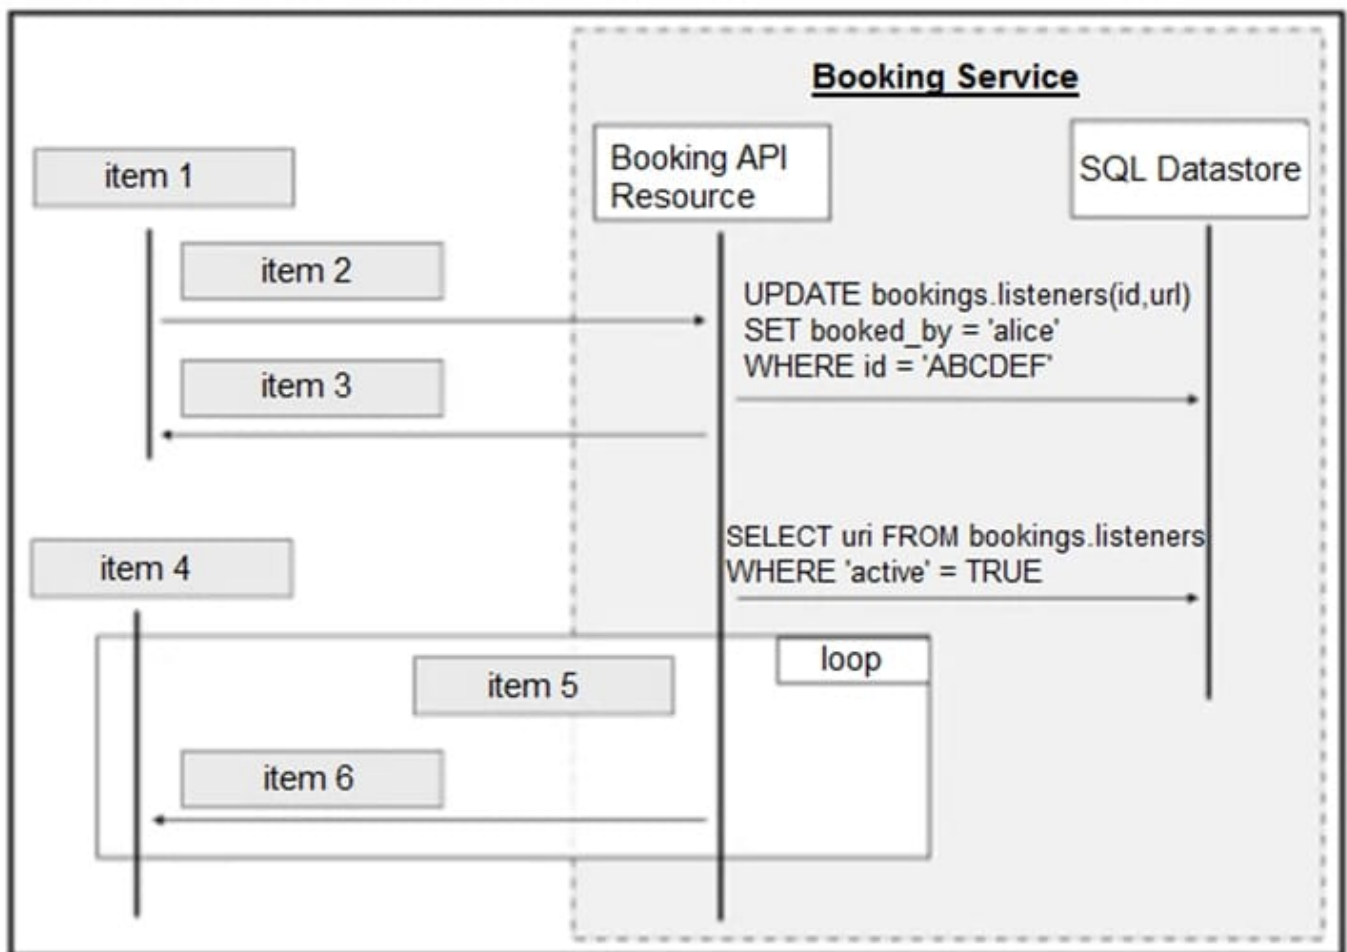 Booking Service
item 1
Booking API
Resource
SQL Datastore
item 2
UPDATE bookings.listeners(id,url)
SET booked_by = 'alice'
WHERE id = 'ABCDEF'
item 3
SELECT uri FROM bookings.listeners
WHERE 'active' = TRUE
item 4
loop
item 5
item 6